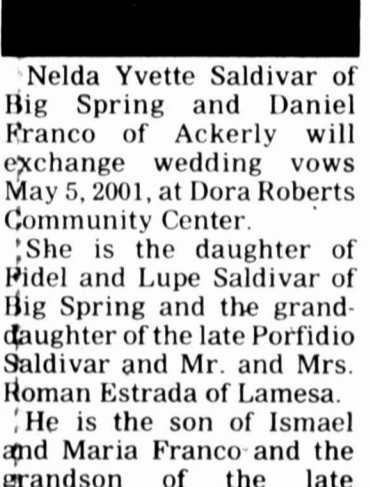 Nelda Yvette Saldivar of
Big Spring and Daniel
Franco of Ackerly will
exchange wedding vows
May 5, 2001, at Dora Roberts
Community Center.
She is the daughter of
Fidel and Lupe Saldivar of
Big Spring and the grand-
daughter of the late Porfidio
Saldivar and Mr. and Mrs.
Roman Estrada of Lamesa.
He is the son of Ismael
and Maria Franco and the
grandson of the late